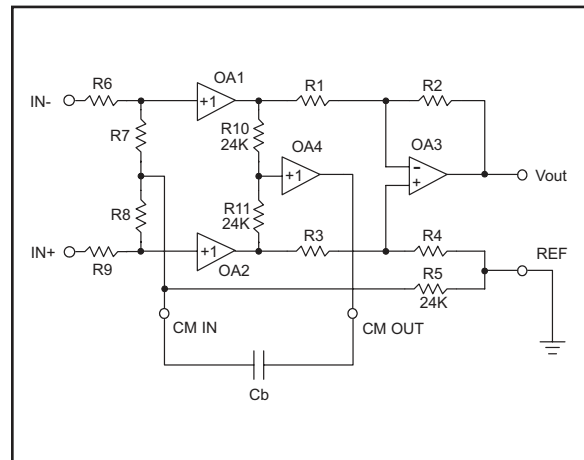 OA1
R6
R1
R2
IN-
+1
R7
R10
24K
OA4
OA3
-
+
+1
Vout
R8
R11
24K
IN+
R9
+1
OA2
R3
R4
REF
R5
24K
CM IN
CM OUT
Cb